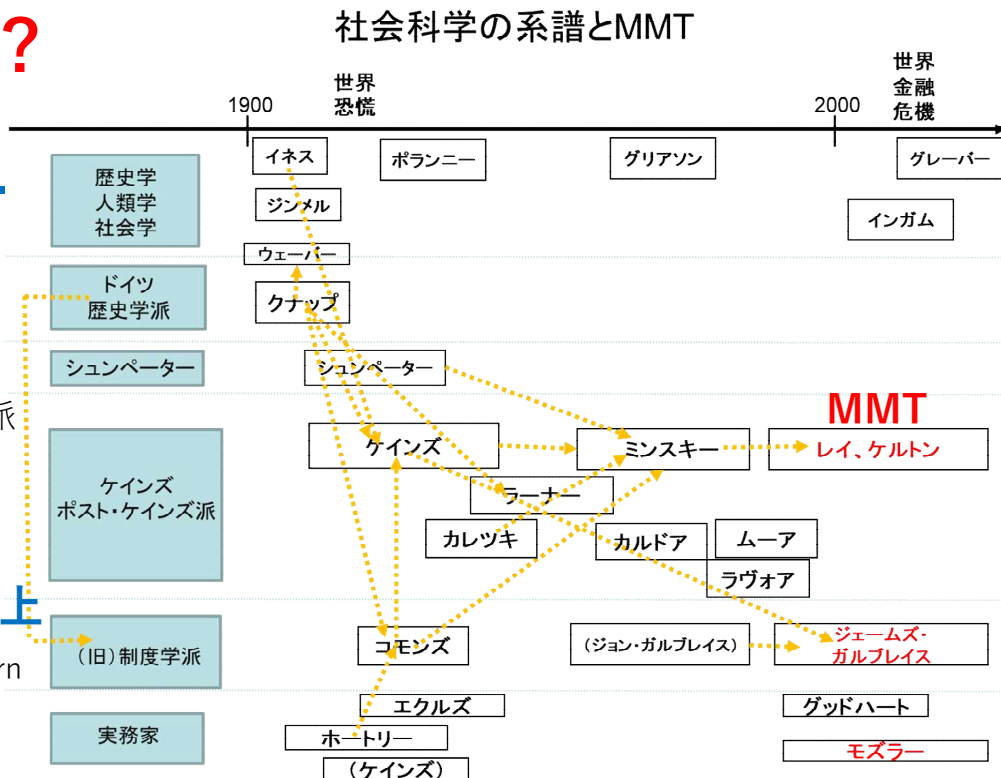 社会科学の系譜とMMT
?
世界
恐慌
世界
金融
危機
1900
2000
歴史学
人類学
社会学
イネス
ポランニー
グリアソン
グレーバー
ジンメル
インガム
ウェーバー
ドイツ
歴史学派
クナップ
シュンペーター
シュンペーター
派
MMT
ケインズ
ポスト・ケインズ派
ケインズ
ミンスキー
レイ、ケルトン
ラーナー
カレツキ
カルドア
ムーア
ラヴォア
上
rn
（旧）制度学派
コモンズ
（ジョン・ガルブレイス）
ジェームズ・
ガルブレイス
実務家
エクルズ
グッドハート
ホートリー
モズラー
（ケインズ）